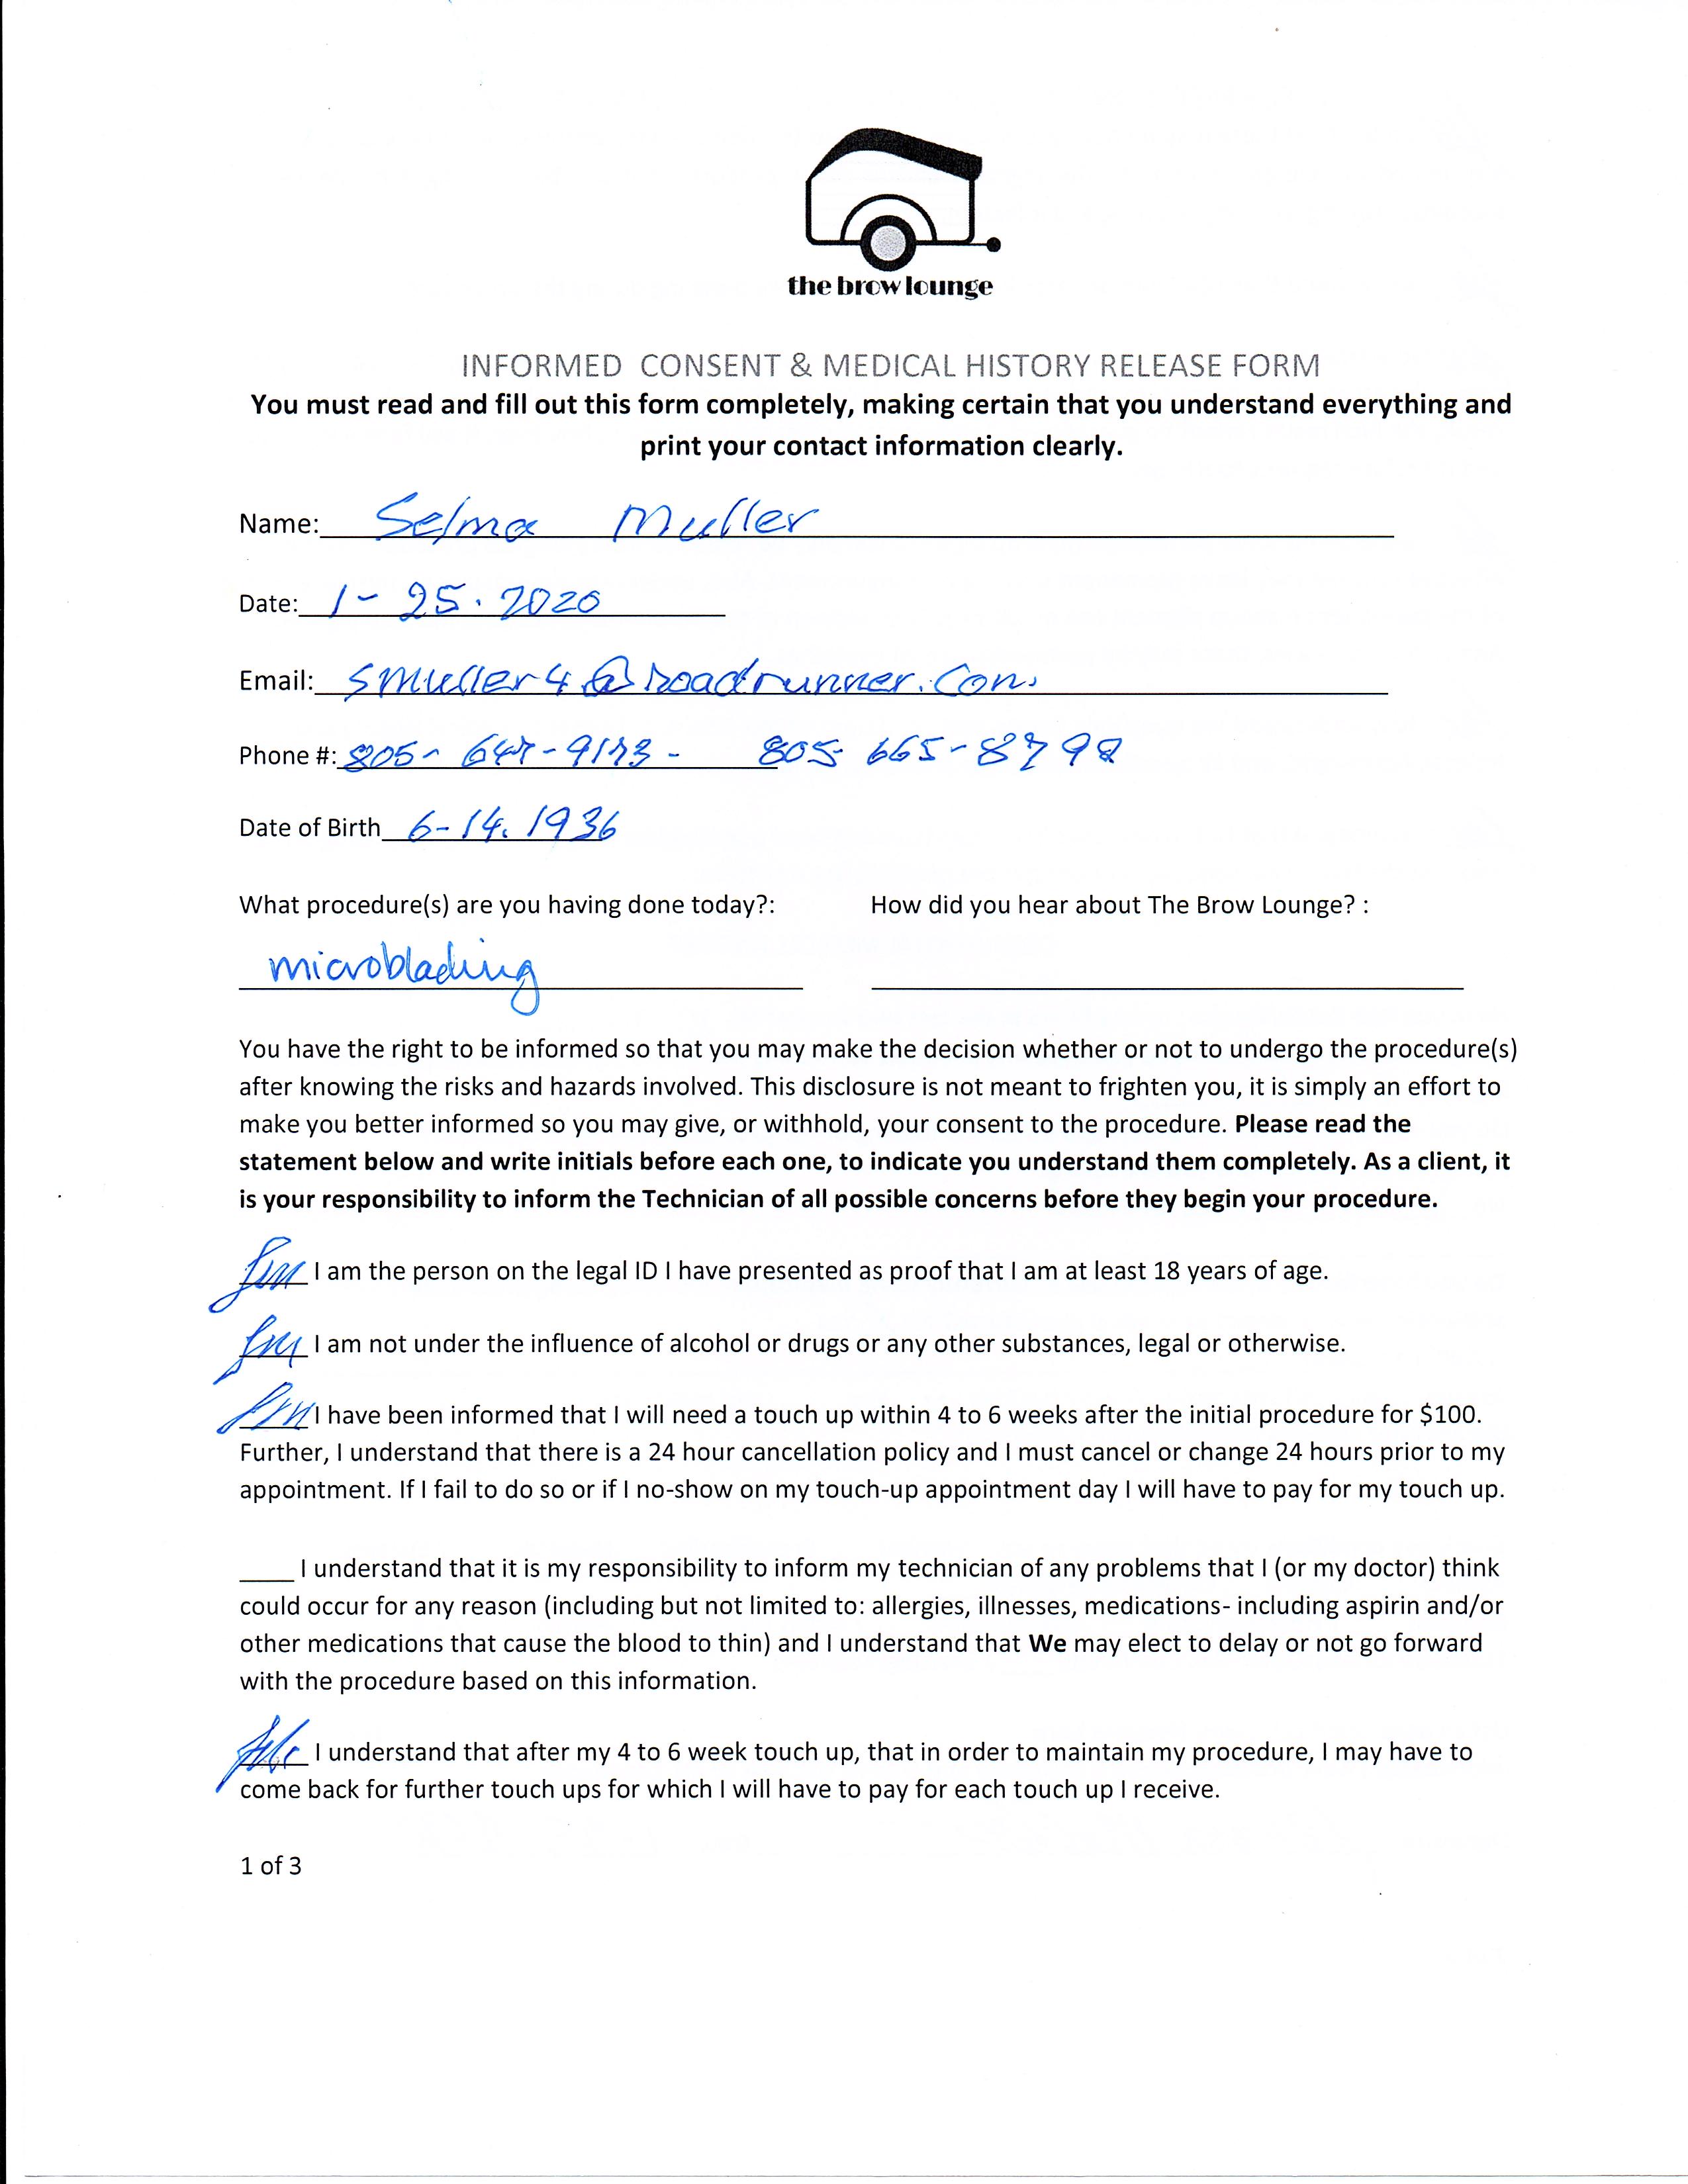 the brow lounge
INFORMED CONSENT & MEDICAL HISTORY RELEASE FORM
You must read and fill out this form completely, making certain that you understand everything and
print your contact information clearly.
Name: Selma Muller
Date: 1-25.2020
Email: smuller4@roadrunner.com
Phone #: 805- 805 665-8798
Date of Birth 6-14.1936
What procedure(s) are you having done today?: How did you hear about The Brow Lounge? :
microblading
You have the right to be informed so that you may make the decision whether or not to undergo the procedure(s)
after knowing the risks and hazards involved. This disclosure is not meant to frighten you, it is simply an effort to
make you better informed so you may give, or withhold, your consent to the procedure. Please read the
statement below and write initials before each one, to indicate you understand them completely. As a client, it
is your responsibility to inform the Technician of all possible concerns before they begin your procedure.
I am the person on the legal ID I have presented as proof that I am at least 18 years of age.
I am not under the influence of alcohol or drugs or any other substances, legal or otherwise.
I have been informed that I will need a touch up within 4 to 6 weeks after the initial procedure for $100.
Further, I understand that there is a 24 hour cancellation policy and I must cancel or change 24 hours prior to my
appointment. If I fail to do so or if I no-show on my touch-up appointment day I will have to pay for my touch up.
____ I understand that it is my responsibility to inform my technician of any problems that I (or my doctor) think
could occur for any reason (including but not limited to: allergies, illnesses, medications- including aspirin and/or
other medications that cause the blood to thin) and I understand that We may elect to delay or not go forward
with the procedure based on this information.
I understand that after my 4 to 6 week touch up, that in order to maintain my procedure, I may have to
come back for further touch ups for which I will have to pay for each touch up I receive.
1 of 3